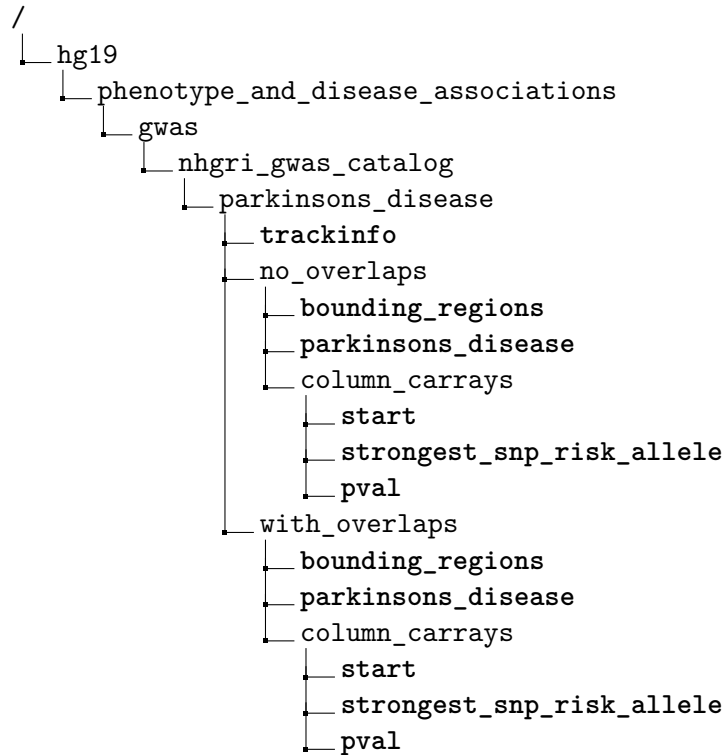 /
hg19
phenotype_and_disease_associations
gwas
nhgri_gwas_catalog
parkinsons_disease
trackinfo
no_overlaps
bounding_regions
parkinsons_disease
column_carrays
start
strongest_snp_risk_allele
pval
with_overlaps
bounding_regions
parkinsons_disease
column_carrays
start
strongest_snp_risk_allele
pval